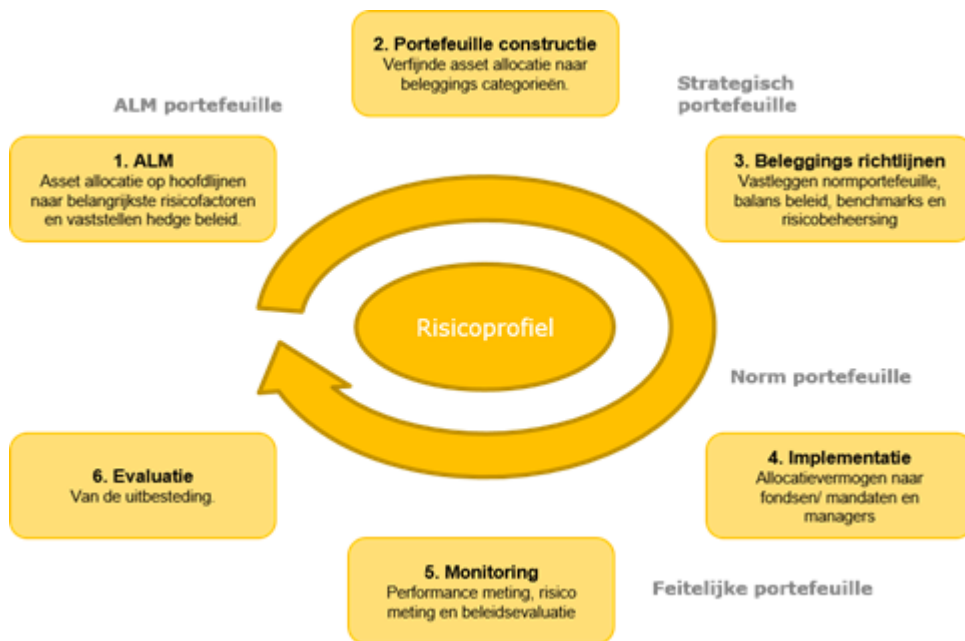 2. Portefeuille constructie
Verfijnde asset allocatie naar
beleggings categorieën.
ALM portefeuille
Strategisch
portefeuille
1. ALM
Asset allocatie op hoofdlijnen
naar belangrijkste risicofactoren
en vaststellen hedge beleid.
3. Beleggings richtlijnen
Vastleggen normportefeuille,
balans beleid, benchmarks en
risicobeheersing
Risicoprofiel
Norm portefeuille
4. Implementatie
Allocatievermogen naar
fondsen/ mandaten en
managers
6. Evaluatie
Van de uitbesteding.
5. Monitoring
Performance meting, risico
meting en beleidsevaluatie
Feitelijke portefeuille